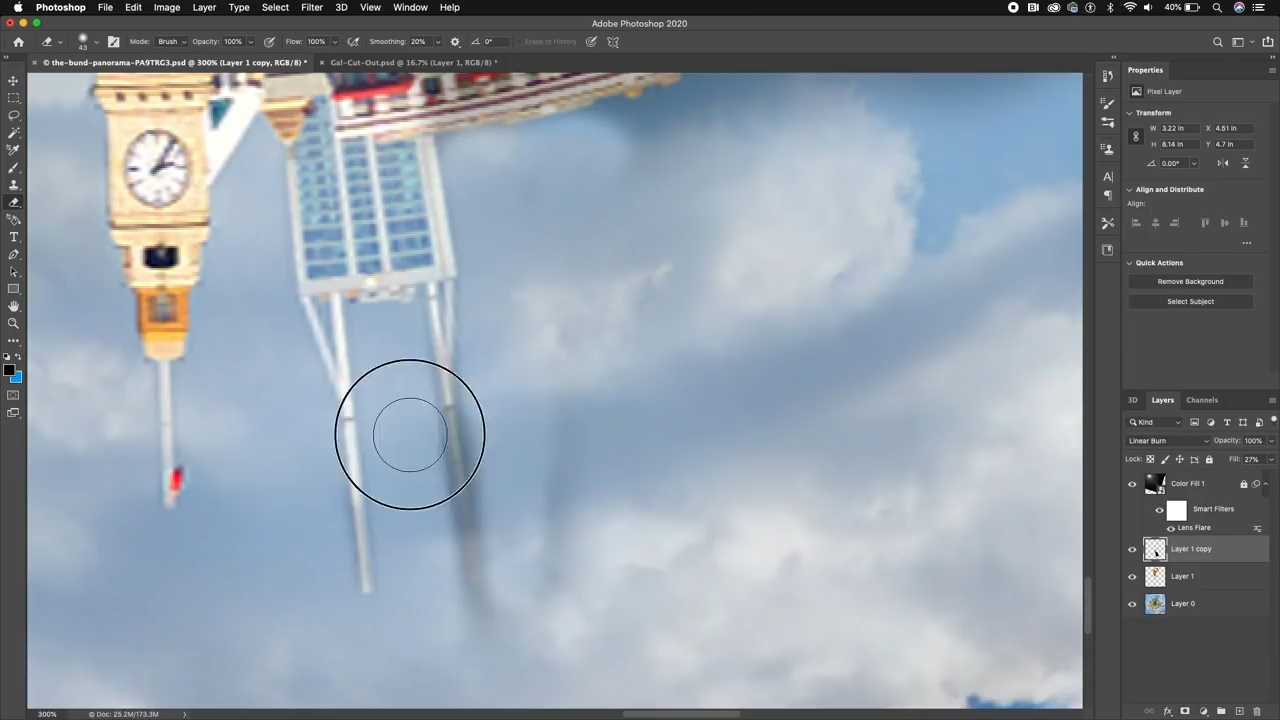 Photoshop File Edit Image Layer Type Select Filter 3D View Window Help 40%
Adobe Photoshop 2020
43 Mode: Brush Opacity: 100% Flow: 100% Smoothing: 20% 0° Erase to History
© the-bund-panorama-PA9TRG3.psd @ 300% (Layer 1 copy, RGB/8) * Gal-Cut-Out.psd @ 16.7% (Layer 1, RGB/8) *
Properties
Pixel Layer
Transform
W 3.22 in X 4.51 in
H 8.14 in Y 4.7 in
0.00°
Align and Distribute
Align:
Quick Actions
Remove Background
Select Subject
3D Layers Channels
Kind
Linear Burn Opacity: 100%
Lock: Fill: 27%
Color Fill 1
Smart Filters
Lens Flare
Layer 1 copy
Layer 1
Layer 0
300% Doc: 25.2M/173.3M